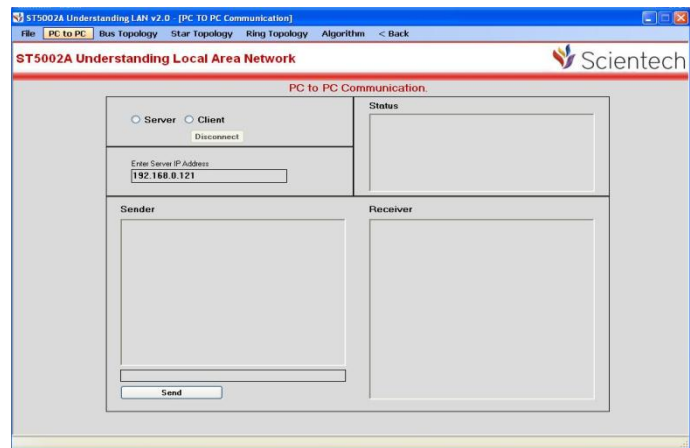 ST5002A Understanding LAN v2.0 - [PC TO PC Communication]
File PC to PC Bus Topology Star Topology Ring Topology Algorithm < Back
ST5002A Understanding Local Area Network
Scientech
PC to PC Communication.
Server Client
Disconnect
Status
Enter Server IP Address
192.168.0.121
Sender
Receiver
Send